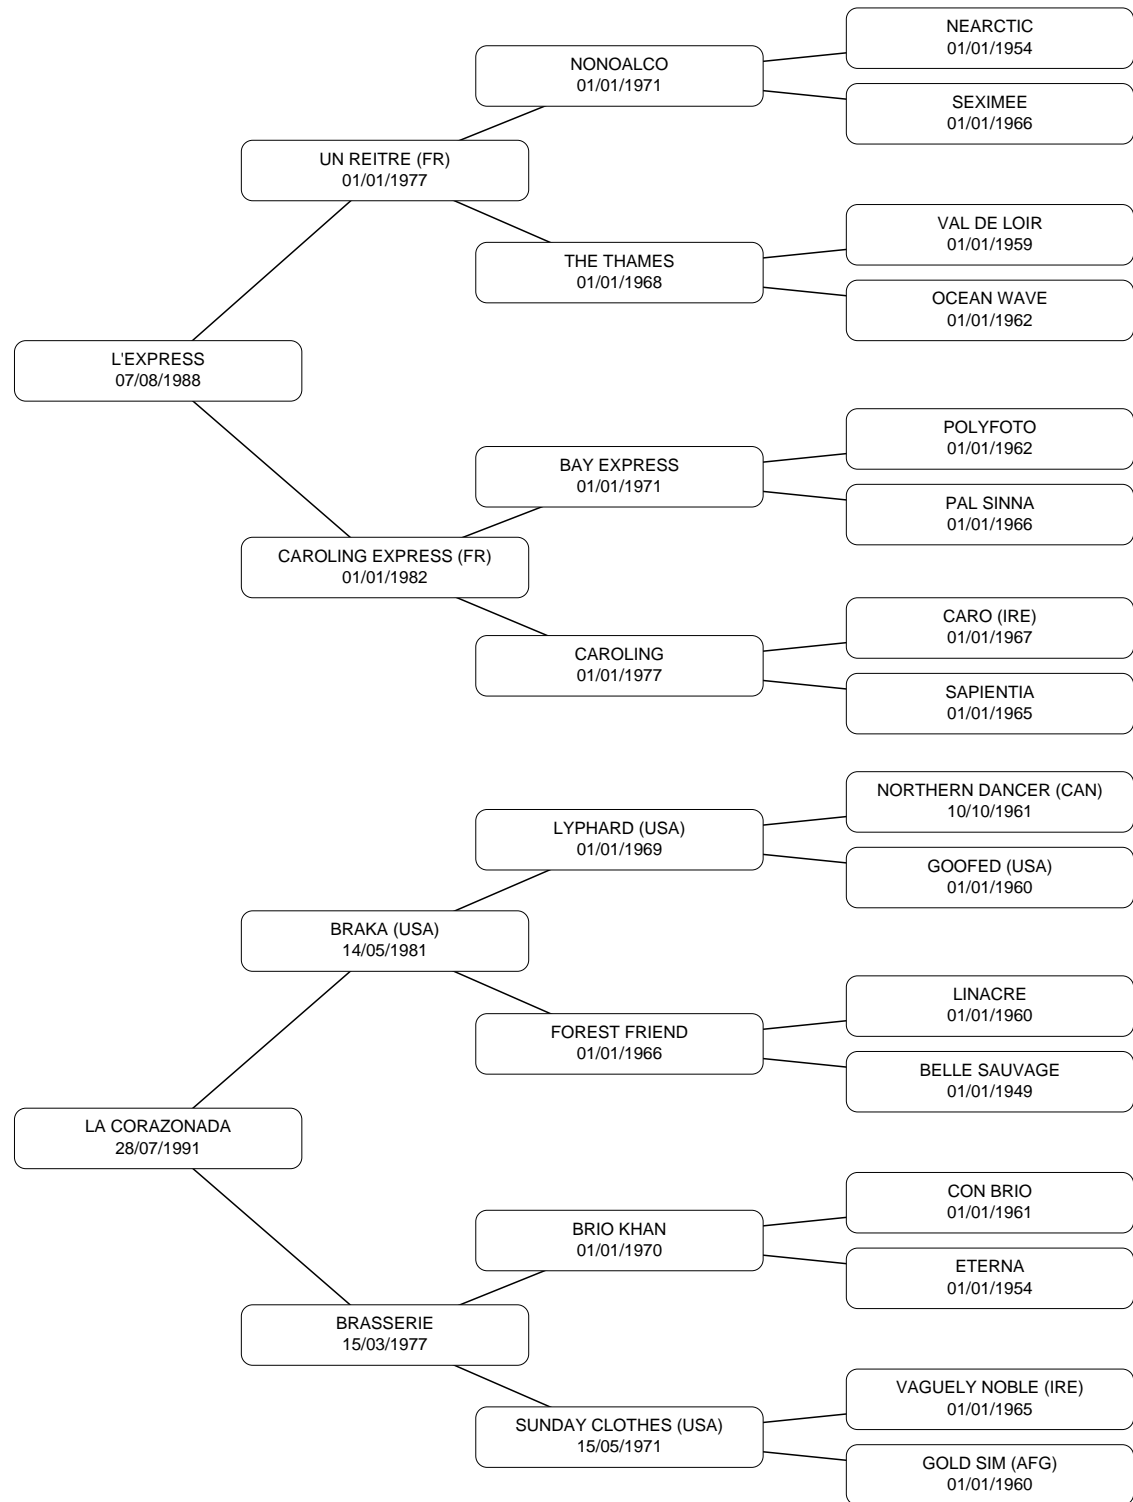 NEARCTIC
01/01/1954
NONOALCO
01/01/1971
SEXIMEE
01/01/1966
UN REITRE (FR)
01/01/1977
VAL DE LOIR
01/01/1959
THE THAMES
01/01/1968
OCEAN WAVE
01/01/1962
L'EXPRESS
07/08/1988
POLYFOTO
01/01/1962
BAY EXPRESS
01/01/1971
PAL SINNA
01/01/1966
CAROLING EXPRESS (FR)
01/01/1982
CARO (IRE)
01/01/1967
CAROLING
01/01/1977
SAPIENTIA
01/01/1965
NORTHERN DANCER (CAN)
10/10/1961
LYPHARD (USA)
01/01/1969
GOOFED (USA)
01/01/1960
BRAKA (USA)
14/05/1981
LINACRE
01/01/1960
FOREST FRIEND
01/01/1966
BELLE SAUVAGE
01/01/1949
LA CORAZONADA
28/07/1991
CON BRIO
01/01/1961
BRIO KHAN
01/01/1970
ETERNA
01/01/1954
BRASSERIE
15/03/1977
VAGUELY NOBLE (IRE)
01/01/1965
SUNDAY CLOTHES (USA)
15/05/1971
GOLD SIM (AFG)
01/01/1960